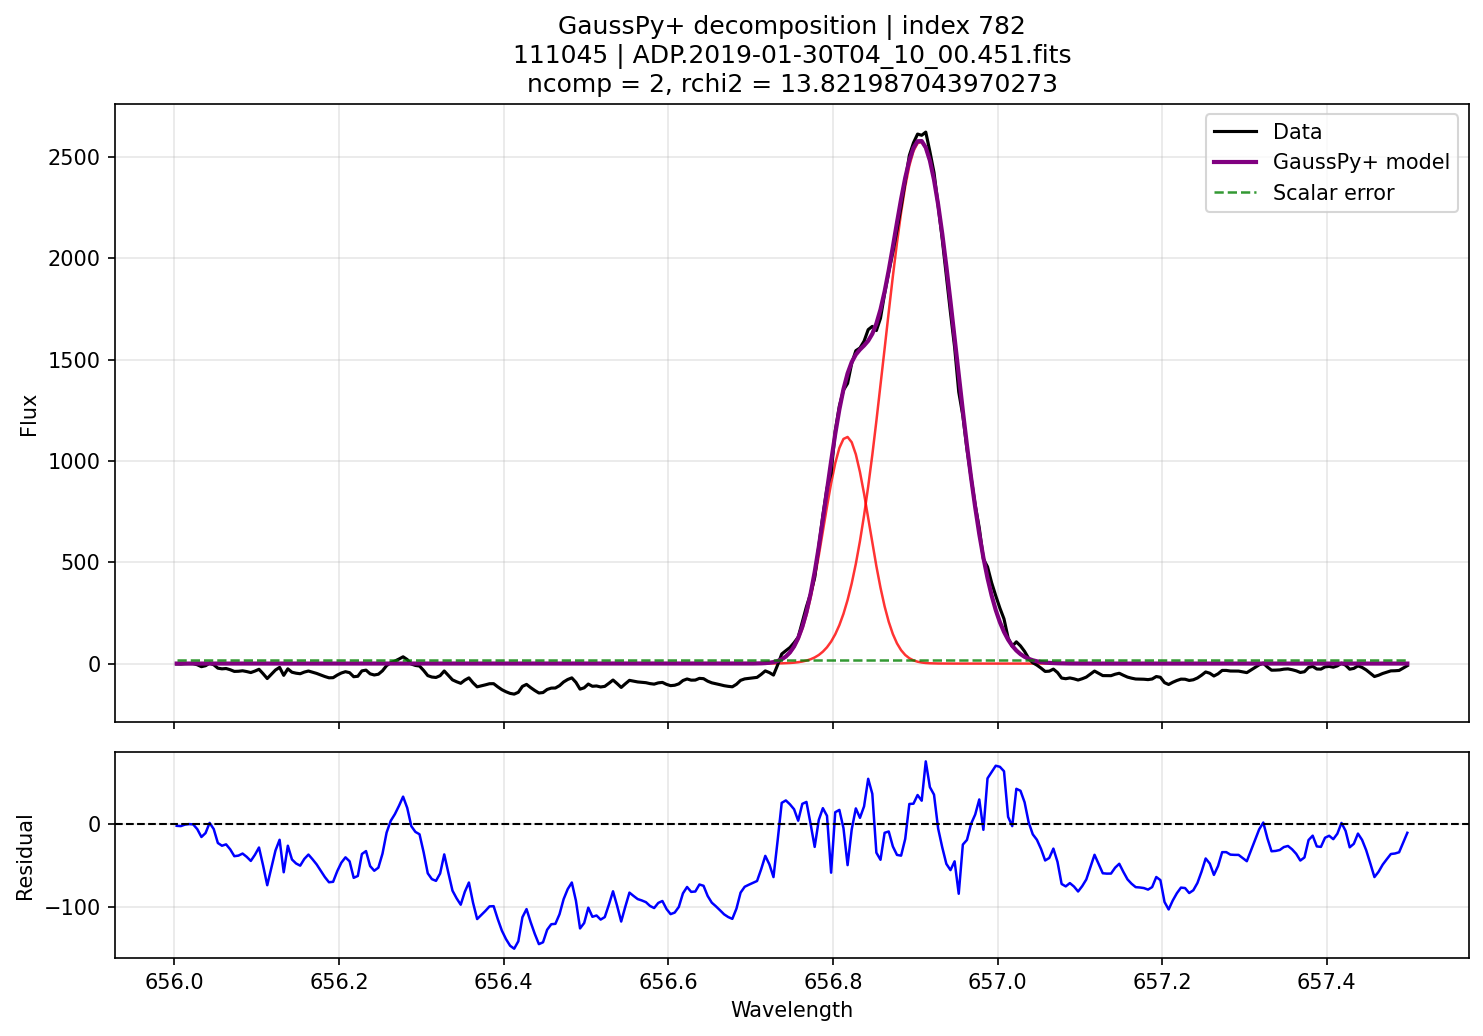 GaussPy+ decomposition | index 782
111045 | ADP.2019-01-30T04_10_00.451.fits
ncomp = 2, rchi2 = 13.821987043970273
Data
GaussPy+ model
Scalar error
Flux
2500
2000
1500
1000
500
0
Residual
0
−100
656.0
656.2
656.4
656.6
656.8
657.0
657.2
657.4
Wavelength